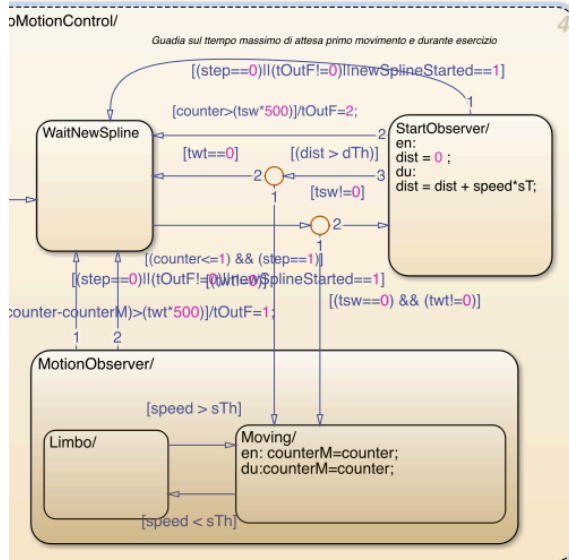 oMotionControl/
4
Guadia sul ttempo massimo di attesa primo movimento e durante esercizio
[(step==0)||(tOutF!=0)||newSplineStarted==1]
1
[counter>(tsw*500)]/tOutF=2;
WaitNewSpline
2
StartObserver/
en:
dist = 0 ;
du:
dist = dist + speed*sT;
[twt==0]
[(dist > dTh)]
2
3
1
[tsw!=0]
2
1
[(counter<=1) && (step==1)]
[(step==0)||(tOutF!=0)||newSplineStarted==1]
[(twt!=0)]
[(tsw==0) && (twt!=0)]
counter-counterM)>(twt*500)]/tOutF=1;
1
2
MotionObserver/
[speed > sTh]
Limbo/
Moving/
en: counterM=counter;
du:counterM=counter;
[speed < sTh]